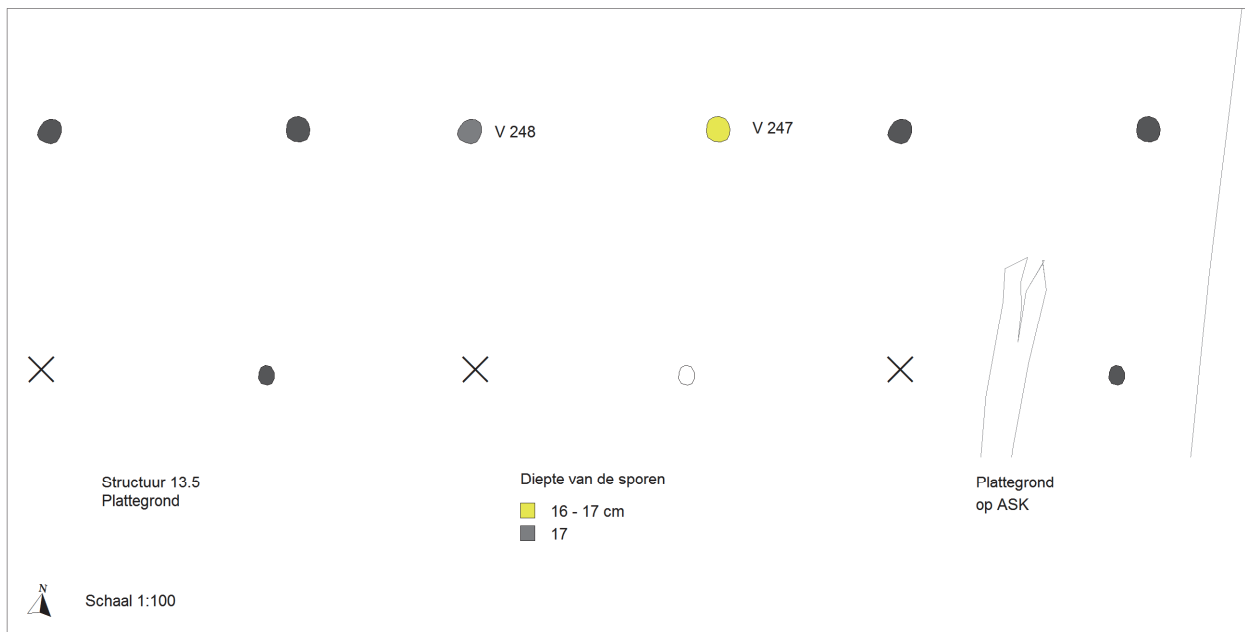 V 248
V 247
Structuur 13.5
Plattegrond
Diepte van de sporen
16 - 17 cm
17
Plattegrond
op ASK
N
Schaal 1:100